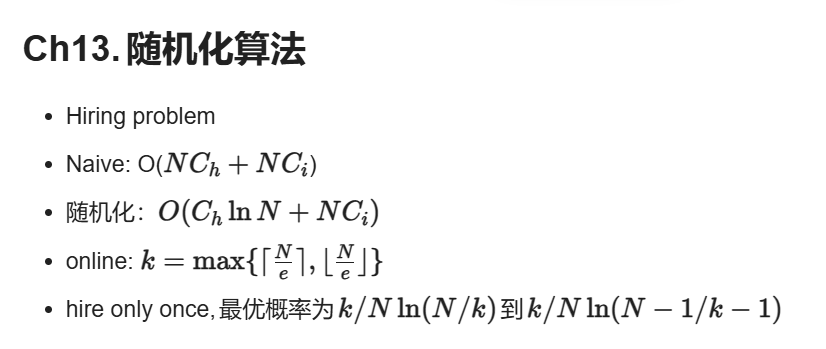 Ch13. 随机化算法
• Hiring problem
• Naive: O(NC_h + NC_i)
• 随机化： O(C_h ln N + NC_i)
• online: k = max{⌈N/e⌉, ⌊N/e⌋}
• hire only once, 最优概率为 k/N ln(N/k) 到 k/N ln(N − 1/k − 1)